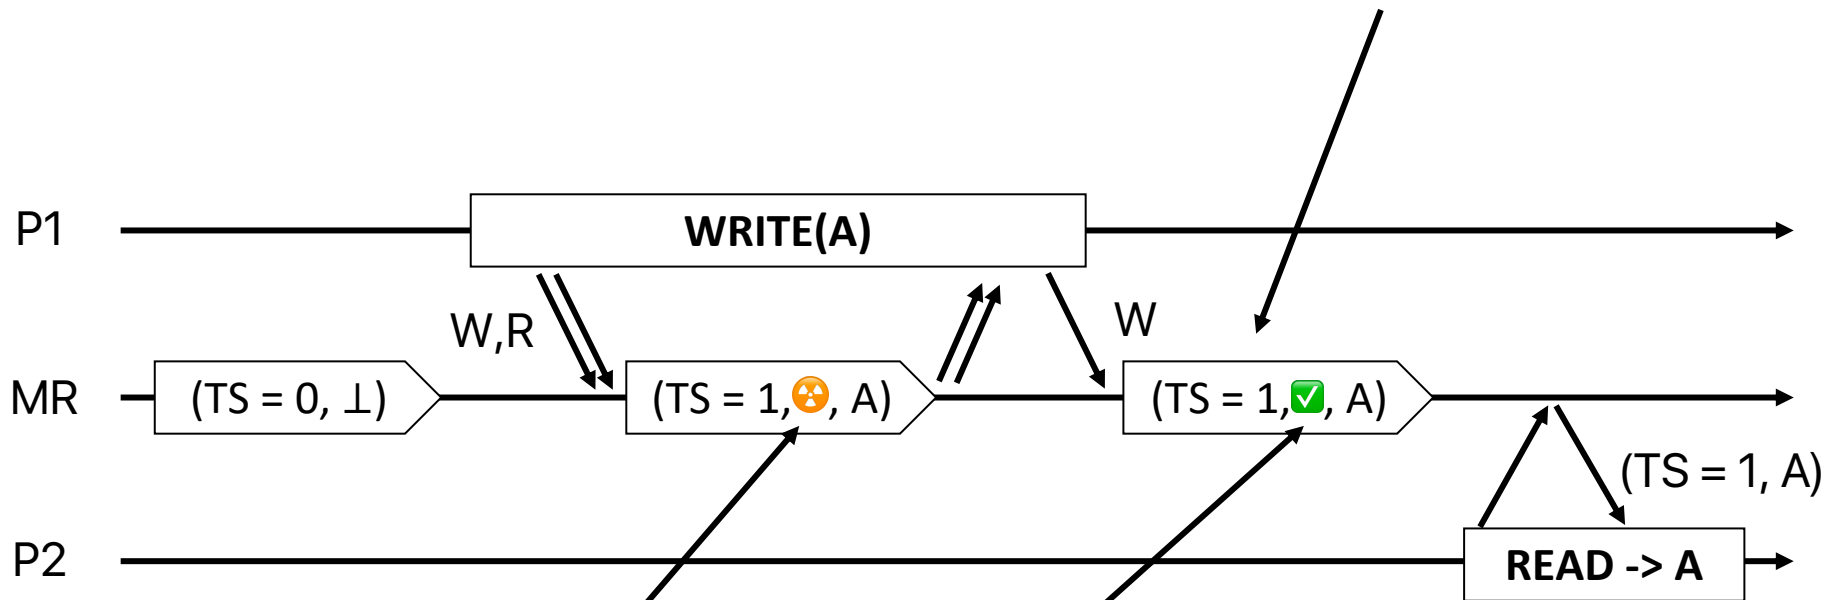 P1
WRITE(A)
W,R
W
MR
(TS = 0, ⊥)
(TS = 1,☢, A)
(TS = 1,✅, A)
(TS = 1, A)
P2
READ -> A